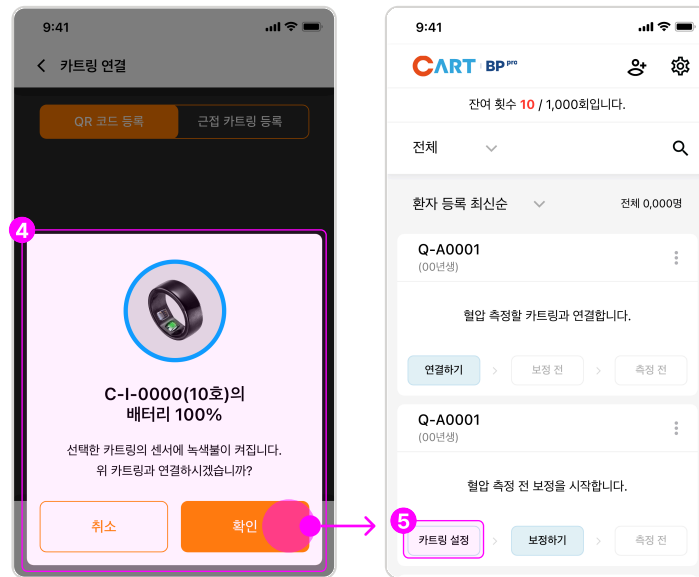 9:41
카트링 연결
QR 코드 등록
근접 카트링 등록
4
C-I-0000(10호)의
배터리 100%
선택한 카트링의 센서에 녹색불이 켜집니다.
위 카트링과 연결하시겠습니까?
취소
확인
9:41
CART BP pro
잔여 횟수 10 / 1,000회입니다.
전체
환자 등록 최신순
전체 0,000명
Q-A0001
(00년생)
혈압 측정할 카트링과 연결합니다.
연결하기
보정 전
측정 전
Q-A0001
(00년생)
혈압 측정 전 보정을 시작합니다.
5
카트링 설정
보정하기
측정 전